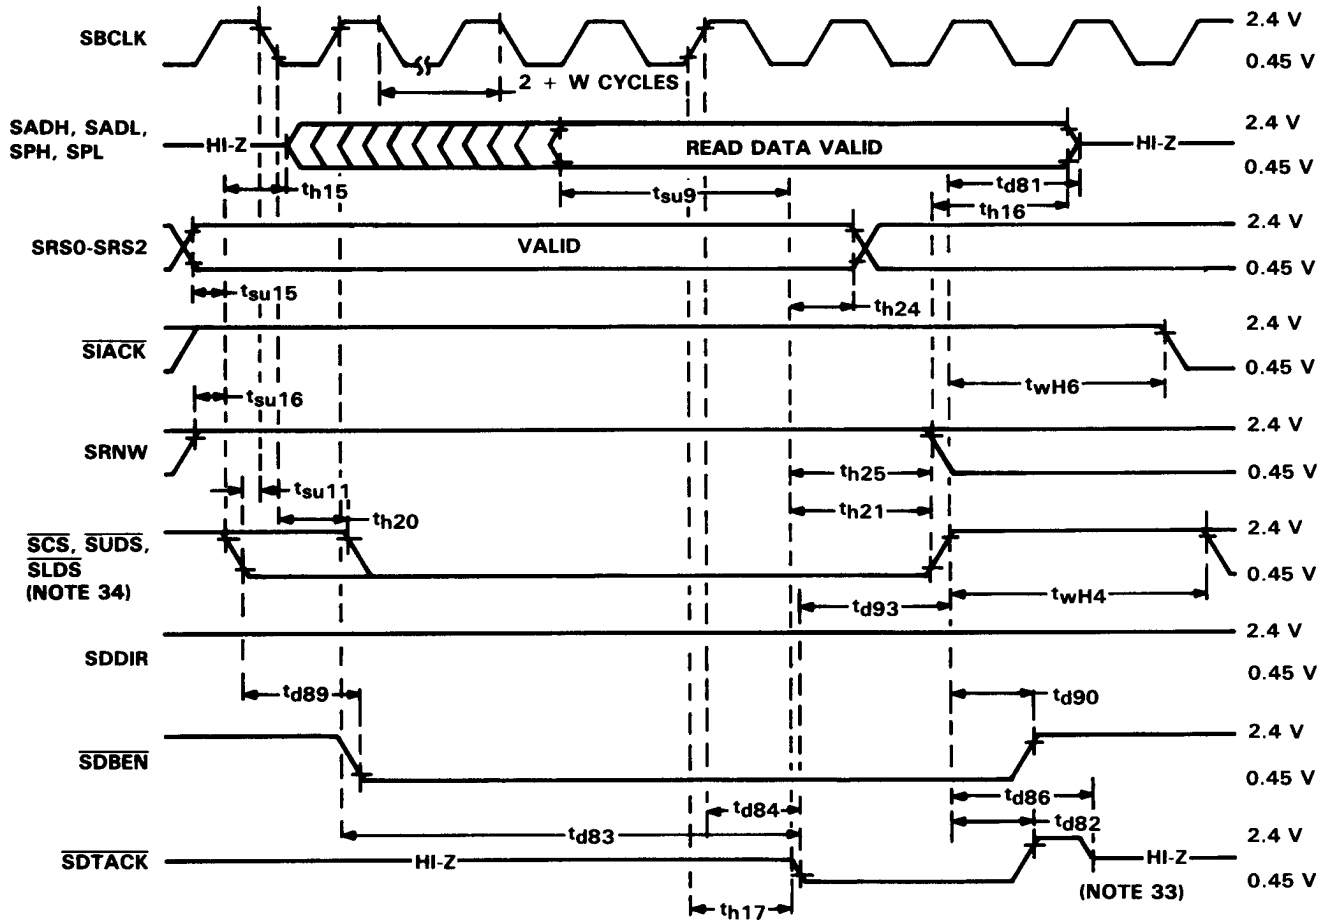 SBCLK
2.4 V
0.45 V
2 + W CYCLES
SADH, SADL,
SPH, SPL
HI-Z
READ DATA VALID
HI-Z
2.4 V
0.45 V
th15
tsu9
td81
th16
SRS0-SRS2
VALID
2.4 V
0.45 V
tsu15
th24
SIACK
2.4 V
0.45 V
tsu16
twH6
SRNW
2.4 V
0.45 V
tsu11
th25
th20
th21
SCS, SUDS,
SLDS
(NOTE 34)
2.4 V
0.45 V
td93
twH4
SDDIR
2.4 V
0.45 V
td89
td90
SDBEN
2.4 V
0.45 V
td84
td86
td83
td82
SDTACK
HI-Z
HI-Z
2.4 V
0.45 V
(NOTE 33)
th17